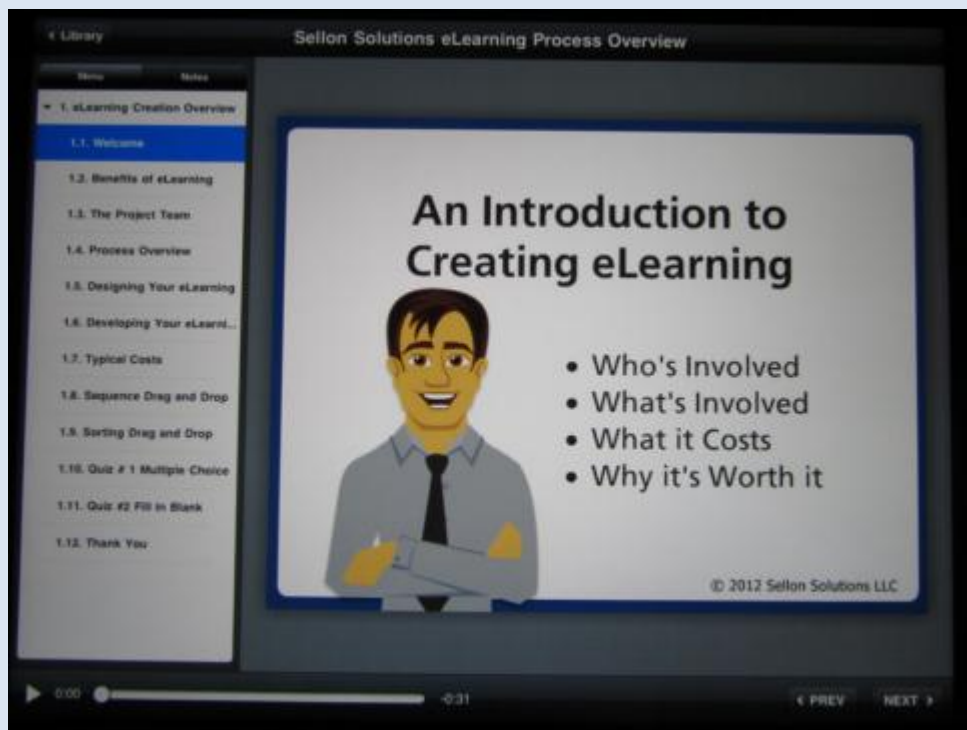 Library
Sellon Solutions eLearning Process Overview
Menu
Notes
1. eLearning Creation Overview
1.1. Welcome
1.2. Benefits of eLearning
1.3. The Project Team
1.4. Process Overview
1.5. Designing Your eLearning
1.6. Developing Your eLearni...
1.7. Typical Costs
1.8. Sequence Drag and Drop
1.9. Sorting Drag and Drop
1.10. Quiz # 1 Multiple Choice
1.11. Quiz #2 Fill in Blank
1.12. Thank You
An Introduction to
Creating eLearning
• Who's Involved
• What's Involved
• What it Costs
• Why it's Worth it
© 2012 Sellon Solutions LLC
0:00
-0:31
PREV
NEXT